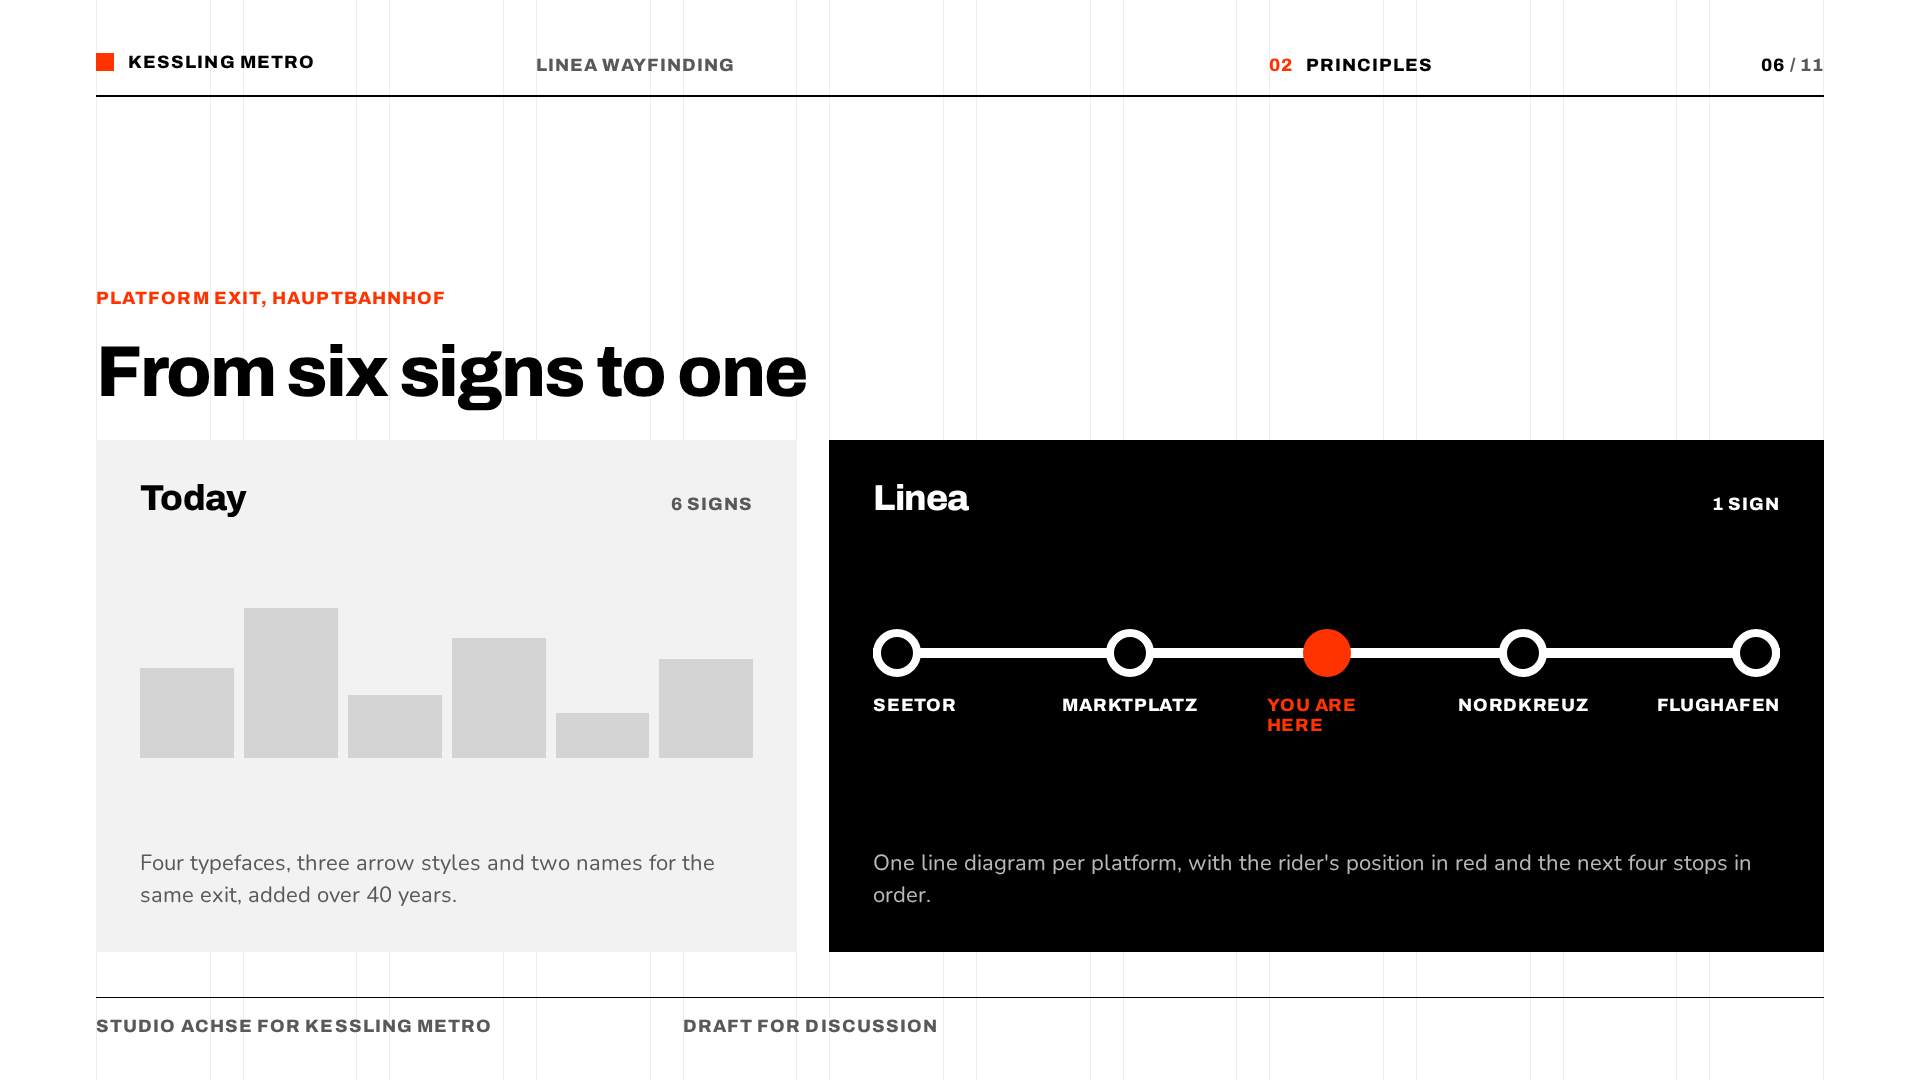 KESSLING METRO
LINEA WAYFINDING
02 PRINCIPLES
06 / 11
PLATFORM EXIT, HAUPTBAHNHOF
From six signs to one
Today
6 SIGNS
Four typefaces, three arrow styles and two names for the
same exit, added over 40 years.
Linea
1 SIGN
SEETOR
MARKTPLATZ
YOU ARE
HERE
NORDKREUZ
FLUGHAFEN
One line diagram per platform, with the rider's position in red and the next four stops in
order.
STUDIO ACHSE FOR KESSLING METRO
DRAFT FOR DISCUSSION